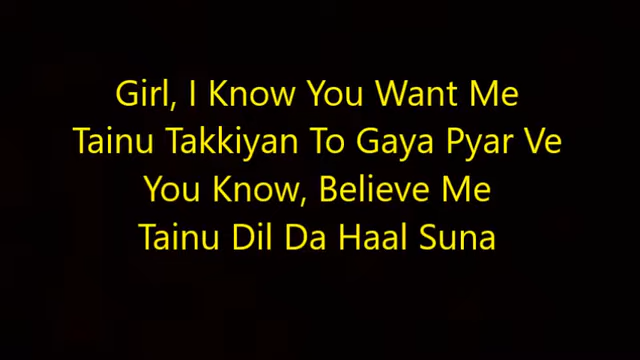 Girl, I Know You Want Me
Tainu Takkiyan To Gaya Pyar Ve
You Know, Believe Me
Tainu Dil Da Haal Suna